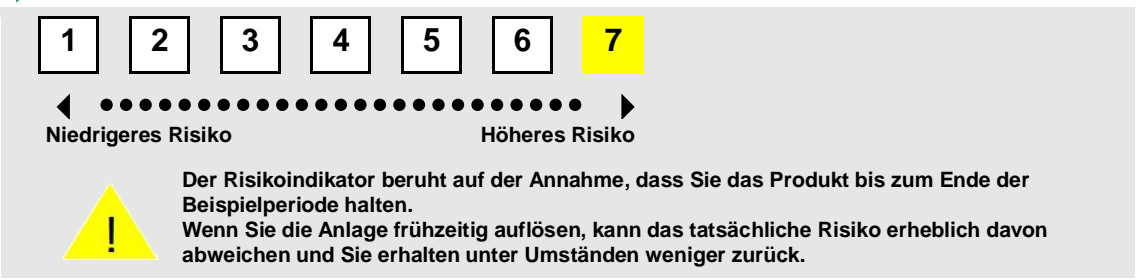 1 2 3 4 5 6 7
Niedrigeres Risiko Höheres Risiko
Der Risikoindikator beruht auf der Annahme, dass Sie das Produkt bis zum Ende der
Beispielperiode halten.
Wenn Sie die Anlage frühzeitig auflösen, kann das tatsächliche Risiko erheblich davon
abweichen und Sie erhalten unter Umständen weniger zurück.
!